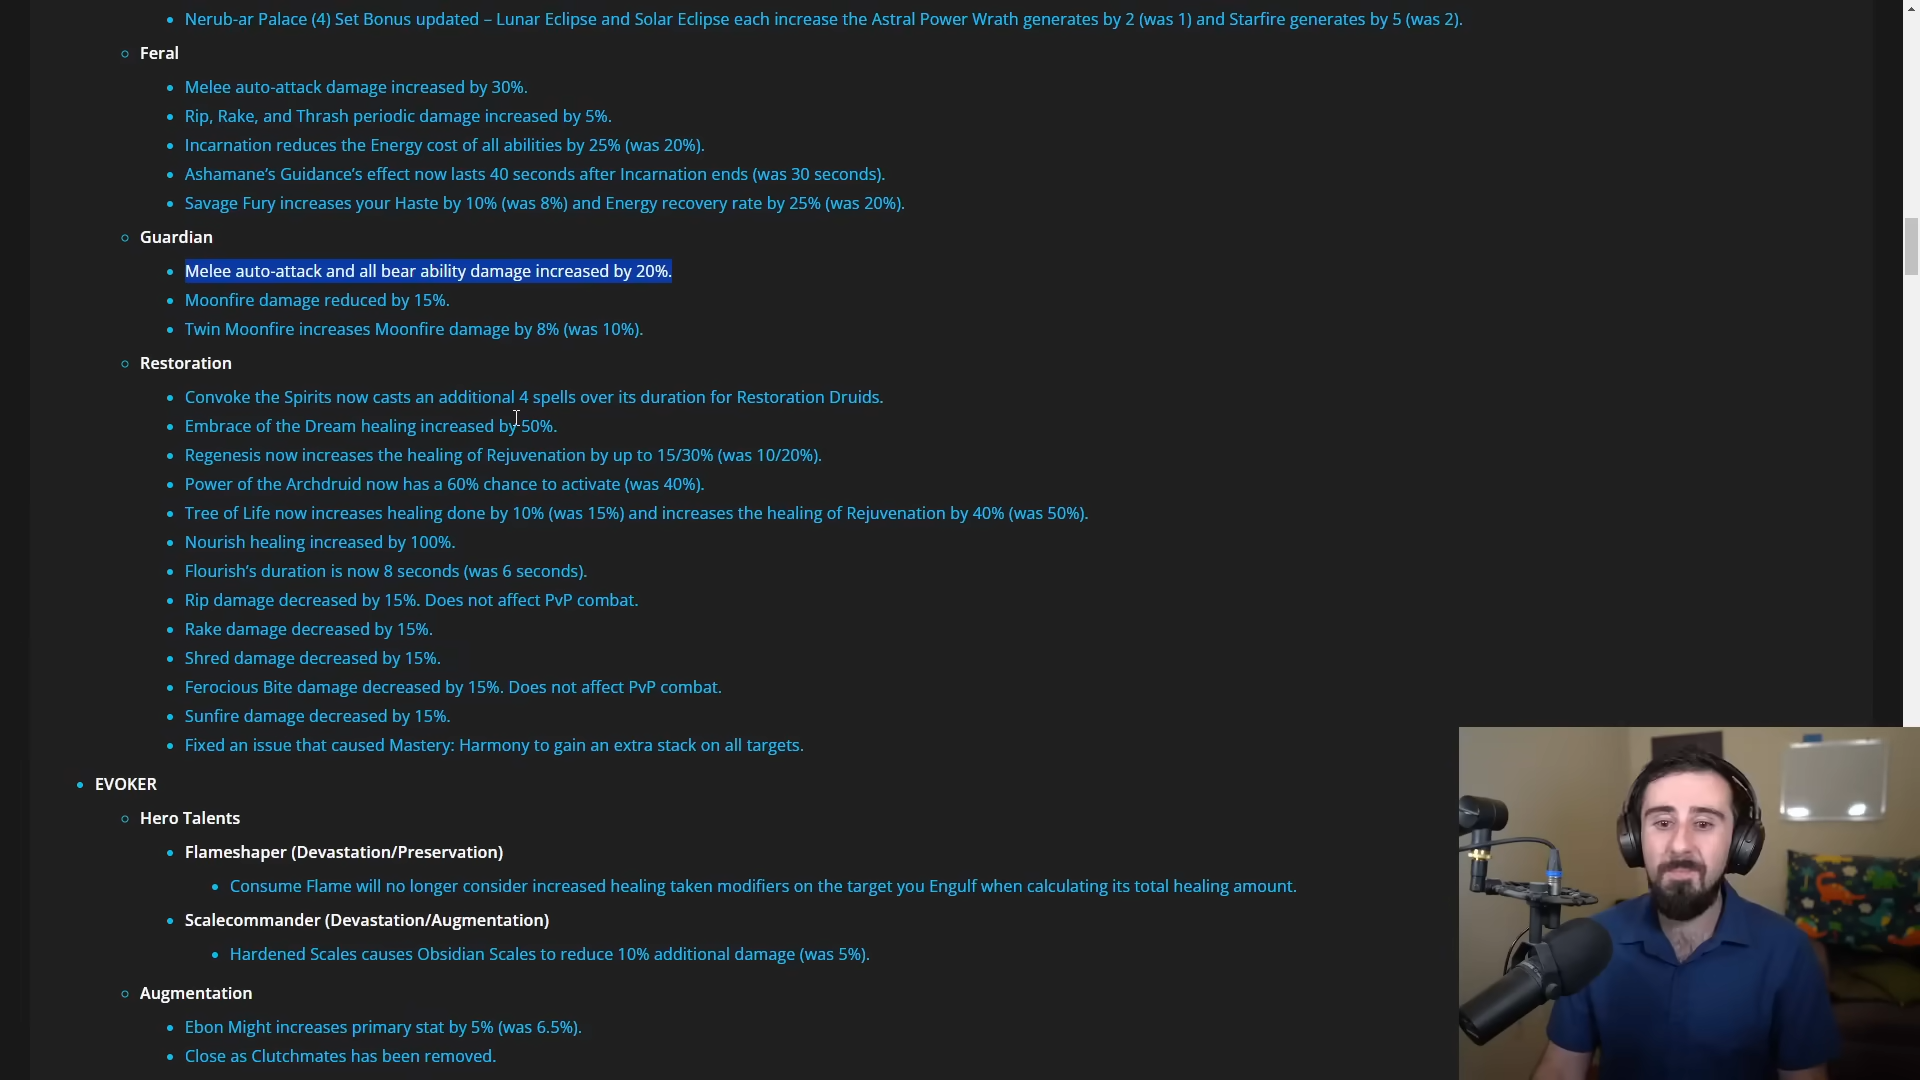 Nerub-ar Palace (4) Set Bonus updated – Lunar Eclipse and Solar Eclipse each increase the Astral Power Wrath generates by 2 (was 1) and Starfire generates by 5 (was 2).
Feral
Melee auto-attack damage increased by 30%.
Rip, Rake, and Thrash periodic damage increased by 5%.
Incarnation reduces the Energy cost of all abilities by 25% (was 20%).
Ashamane’s Guidance’s effect now lasts 40 seconds after Incarnation ends (was 30 seconds).
Savage Fury increases your Haste by 10% (was 8%) and Energy recovery rate by 25% (was 20%).
Guardian
Melee auto-attack and all bear ability damage increased by 20%.
Moonfire damage reduced by 15%.
Twin Moonfire increases Moonfire damage by 8% (was 10%).
Restoration
Convoke the Spirits now casts an additional 4 spells over its duration for Restoration Druids.
Embrace of the Dream healing increased by 50%.
Regenesis now increases the healing of Rejuvenation by up to 15/30% (was 10/20%).
Power of the Archdruid now has a 60% chance to activate (was 40%).
Tree of Life now increases healing done by 10% (was 15%) and increases the healing of Rejuvenation by 40% (was 50%).
Nourish healing increased by 100%.
Flourish’s duration is now 8 seconds (was 6 seconds).
Rip damage decreased by 15%. Does not affect PvP combat.
Rake damage decreased by 15%.
Shred damage decreased by 15%.
Ferocious Bite damage decreased by 15%. Does not affect PvP combat.
Sunfire damage decreased by 15%.
Fixed an issue that caused Mastery: Harmony to gain an extra stack on all targets.
EVOKER
Hero Talents
Flameshaper (Devastation/Preservation)
Consume Flame will no longer consider increased healing taken modifiers on the target you Engulf when calculating its total healing amount.
Scalecommander (Devastation/Augmentation)
Hardened Scales causes Obsidian Scales to reduce 10% additional damage (was 5%).
Augmentation
Ebon Might increases primary stat by 5% (was 6.5%).
Close as Clutchmates has been removed.